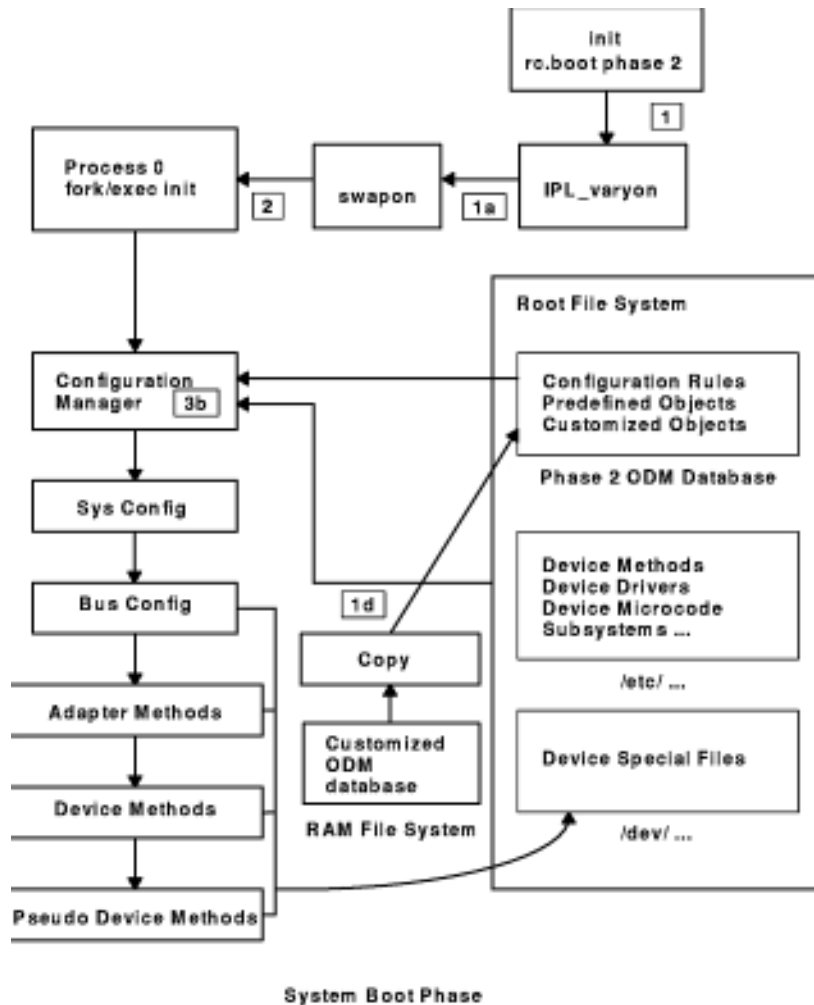 init
rc.boot phase 2
1
Process 0
fork/exec init
2
swapon
1a
IPL_varyon
Root File System
Configuration
Manager
3b
Configuration Rules
Predefined Objects
Customized Objects
Phase 2 ODM Database
Sys Config
Bus Config
1d
Device Methods
Device Drivers
Device Microcode
Subsystems ...
/etc/ ...
Copy
Adapter Methods
Customized
ODM
database
RAM File System
Device Special Files
/dev/ ...
Device Methods
Pseudo Device Methods
System Boot Phase